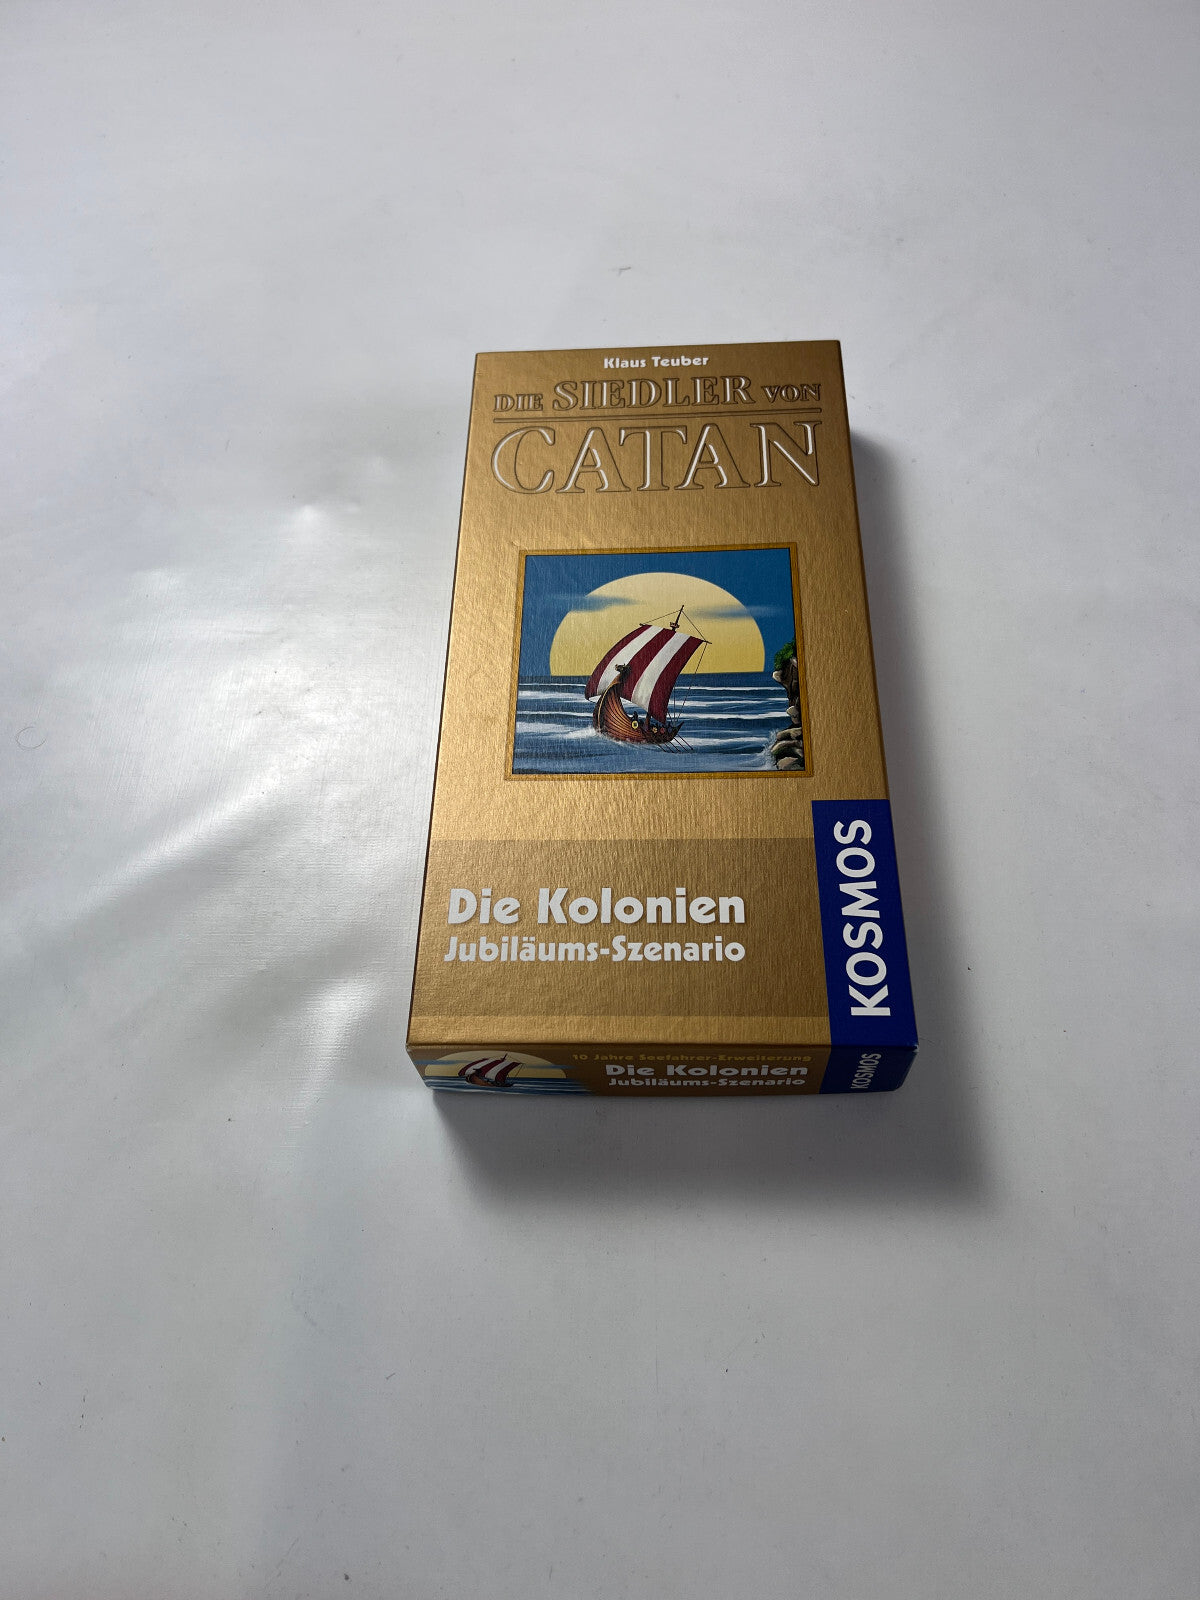 Klaus Teuber
DIE SIEDLER VON
CATAN
Die Kolonien
Jubiläums-Szenario
KOSMOS
10 Jahre Seefahrer-Erweiterung
Die Kolonien
Jubiläums-Szenario
KOSMOS